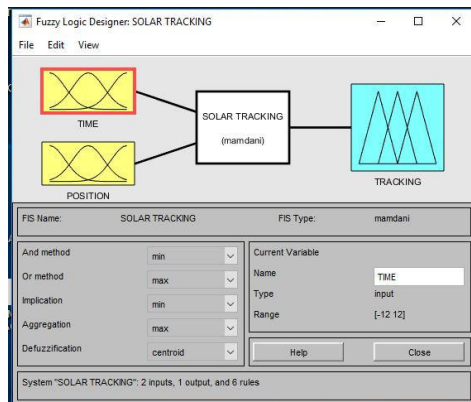 Fuzzy Logic Designer: SOLAR TRACKING
File Edit View
TIME
POSITION
SOLAR TRACKING
(mamdani)
TRACKING
FIS Name: SOLAR TRACKING FIS Type: mamdani
And method min
Or method max
Implication min
Aggregation max
Defuzzification centroid
Current Variable
Name TIME
Type input
Range [-12 12]
Help Close
System "SOLAR TRACKING": 2 inputs, 1 output, and 6 rules